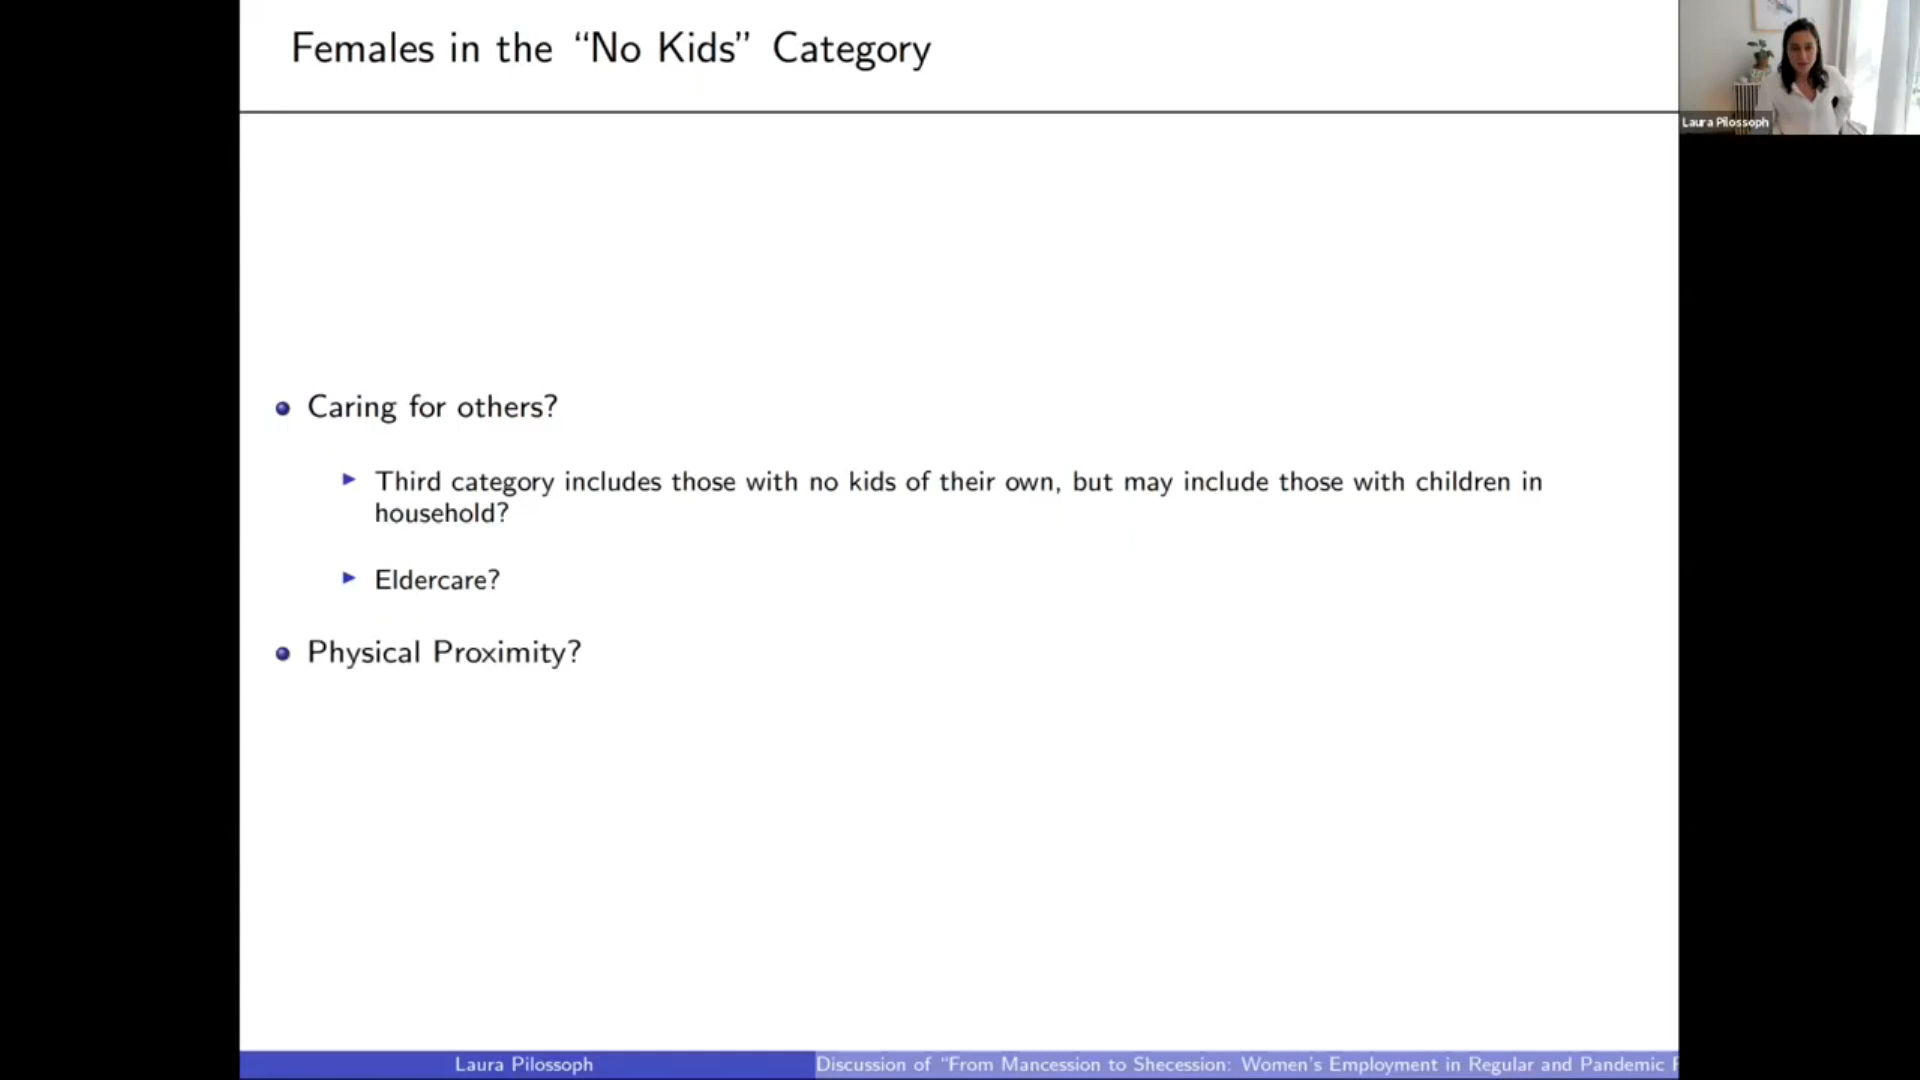 Females in the “No Kids” Category
Laura Pilossoph
Caring for others?
Third category includes those with no kids of their own, but may include those with children in
household?
Eldercare?
Physical Proximity?
Laura Pilossoph
Discussion of “From Mancession to Shecession: Women’s Employment in Regular and Pandemic